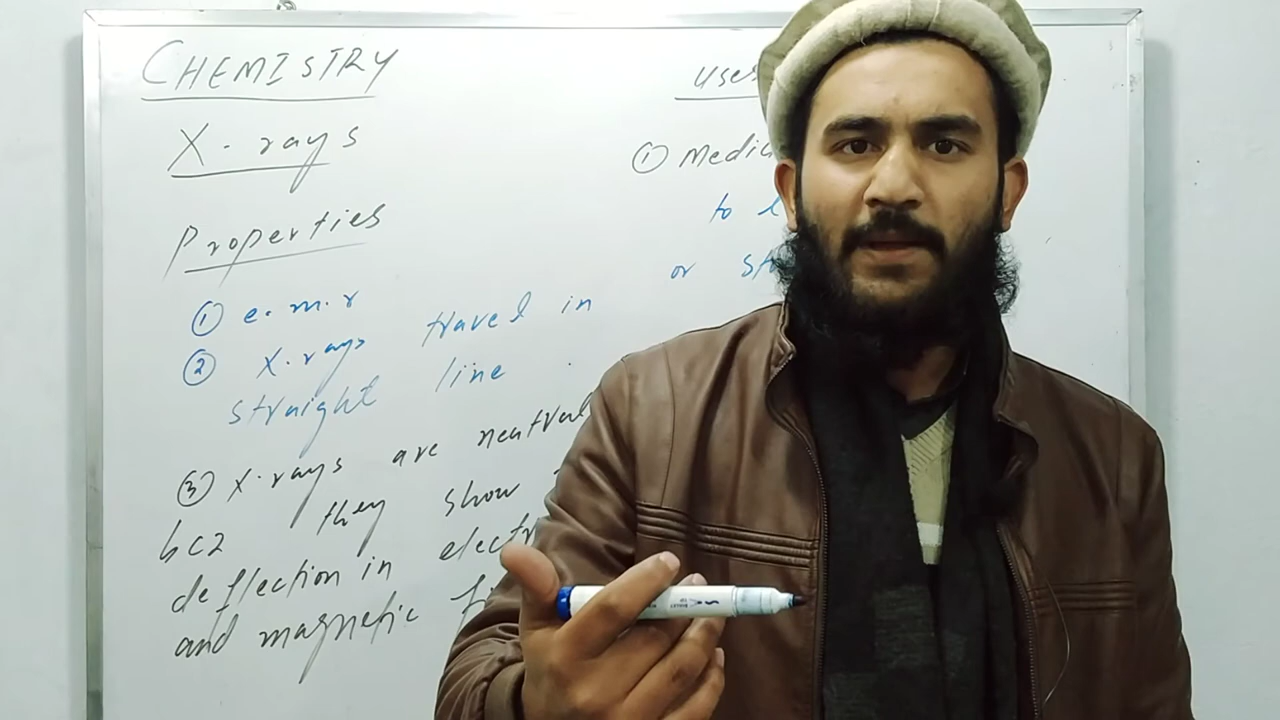 CHEMISTRY
X-rays
Properties
① e.m.r
② X.rays travel in
straight line .
③ X.rays are neutral
bcz they show
deflection in
and magnetic
uses
①
to
or